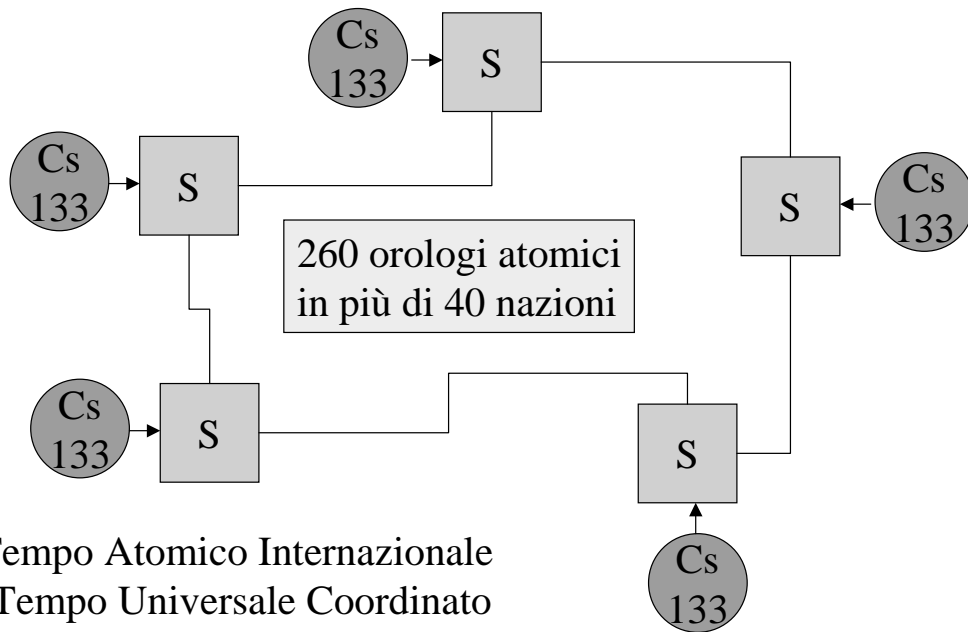 Cs
133
S
Cs
133
S
Cs
133
S
260 orologi atomici
in più di 40 nazioni
Cs
133
S
S
Cs
133
Atomico Internazionale
Tempo Universale Coordinato